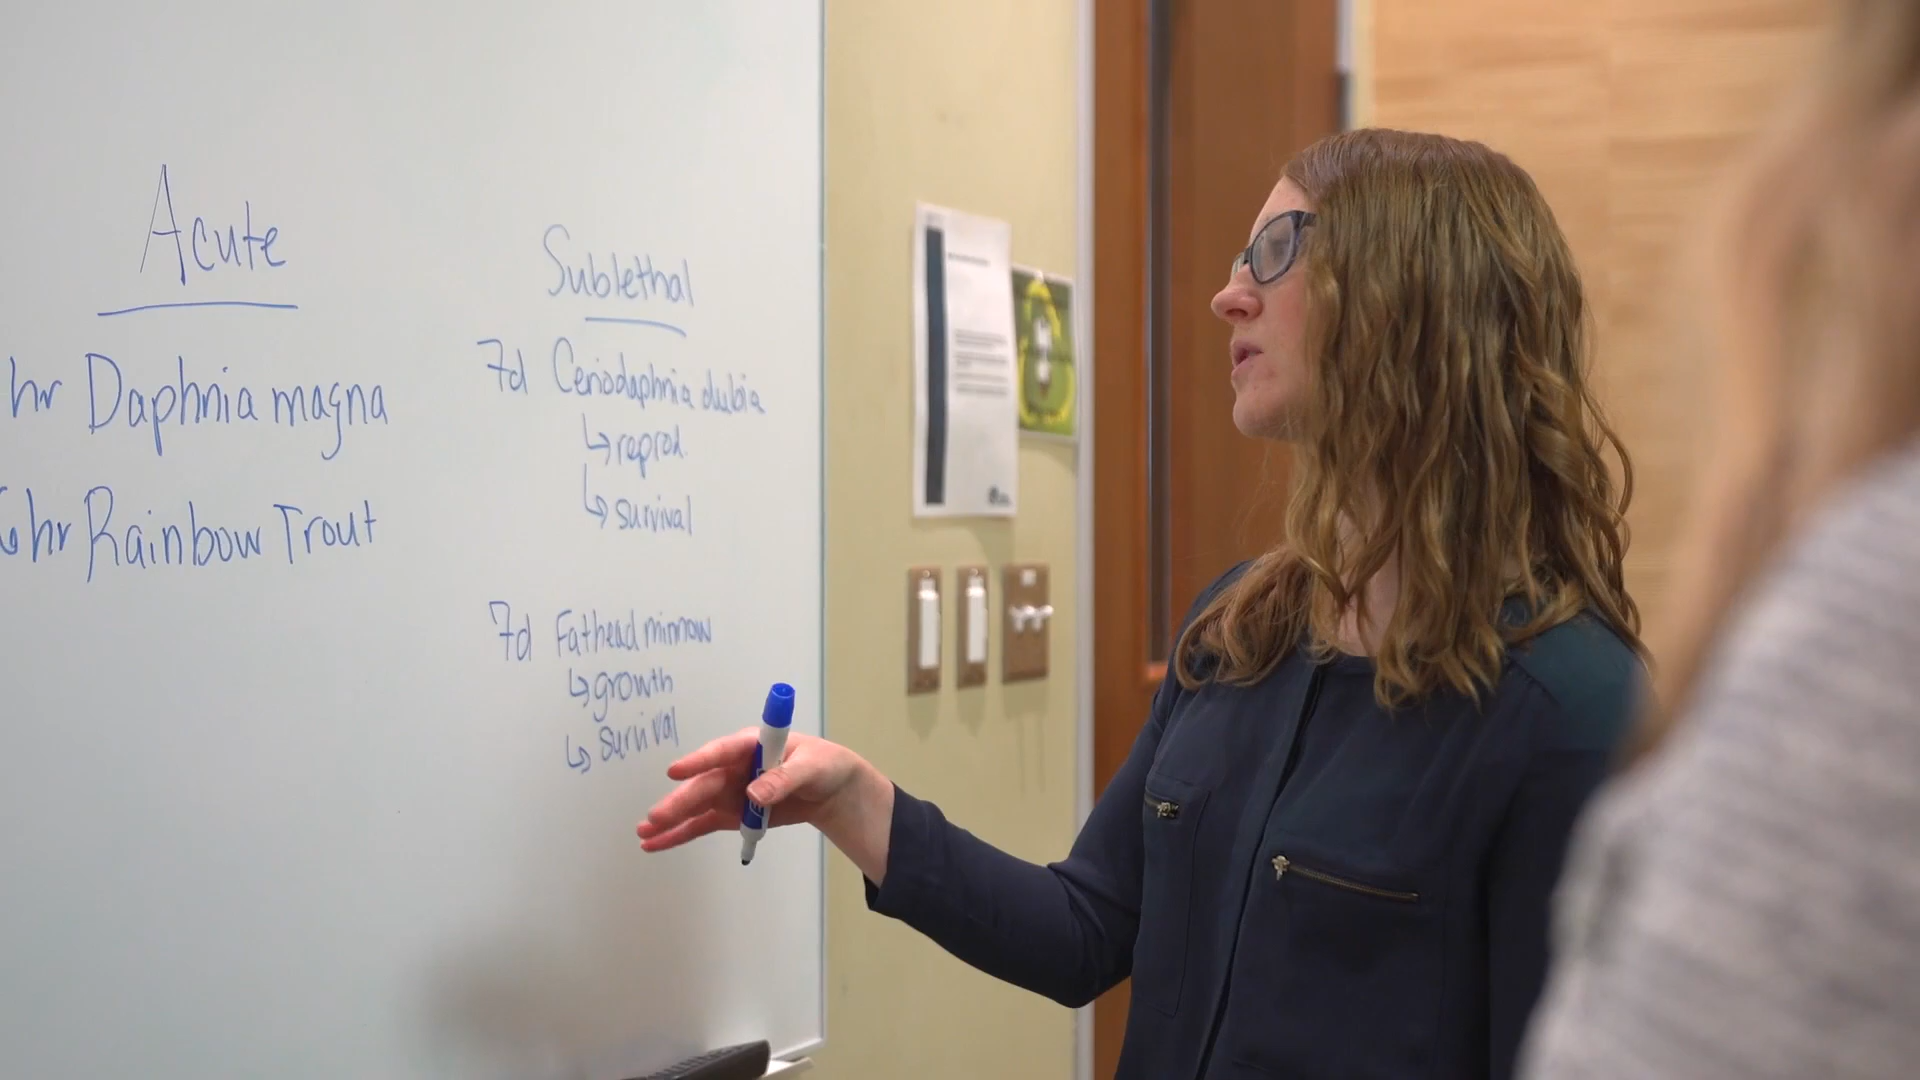 Acute
hr Daphnia magna
hr Rainbow Trout
Sublethal
7d Ceriodaphnia dubia
↳ reprod.
↳ survival
7d Fathead minnow
↳ growth
↳ survival